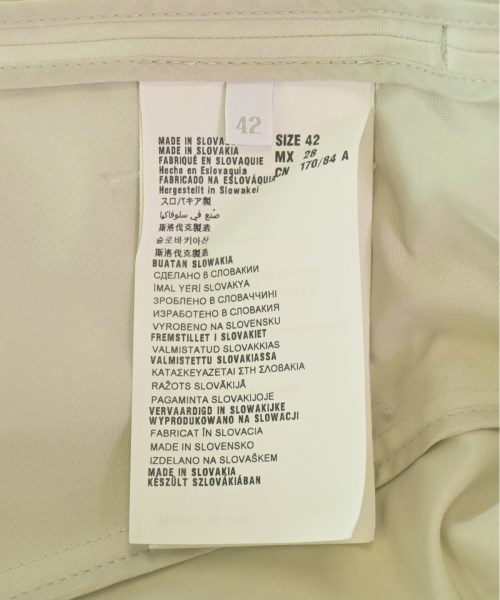 42
MADE IN SLOVAK
SIZE 42
MADE IN SLOVAKIA
FABRIQUÉ EN SLOVAQUIE
MX 28
Hecho en Eslovaquia
CN 170/84 A
FABRICADO NA ESLOVÁQUIA
Hergestellt in Slowakei
スロバキア製
صنع في سلوفاكيا
斯洛伐克製造
슬로바키아산
斯洛伐克製造
BUATAN SLOWAKIA
СДЕЛАНО В СЛОВАКИИ
İMAL YERİ SLOVAKYA
ЗРОБЛЕНО В СЛОВАЧЧИНІ
ИЗРАБОТЕНО В СЛОВАКИЯ
VYROBENO NA SLOVENSKU
FREMSTILLET I SLOVAKIET
VALMISTATUD SLOVAKKIAS
VALMISTETTU SLOVAKIASSA
ΚΑΤΑΣΚΕΥΑΖΕΤΑΙ ΣΤΗ ΣΛΟΒΑΚΙΑ
RAŽOTS SLOVĀKIJĀ
PAGAMINTA SLOVAKIJOJE
VERVAARDIGD IN SLOWAKIJKE
WYPRODUKOWANO NA SLOWACJI
FABRICAT ÎN SLOVACIA
MADE IN SLOVENSKO
IZDELANO NA SLOVAŠKEM
MADE IN SLOVAKIA
KÉSZÜLT SZLOVÁKIÁBAN